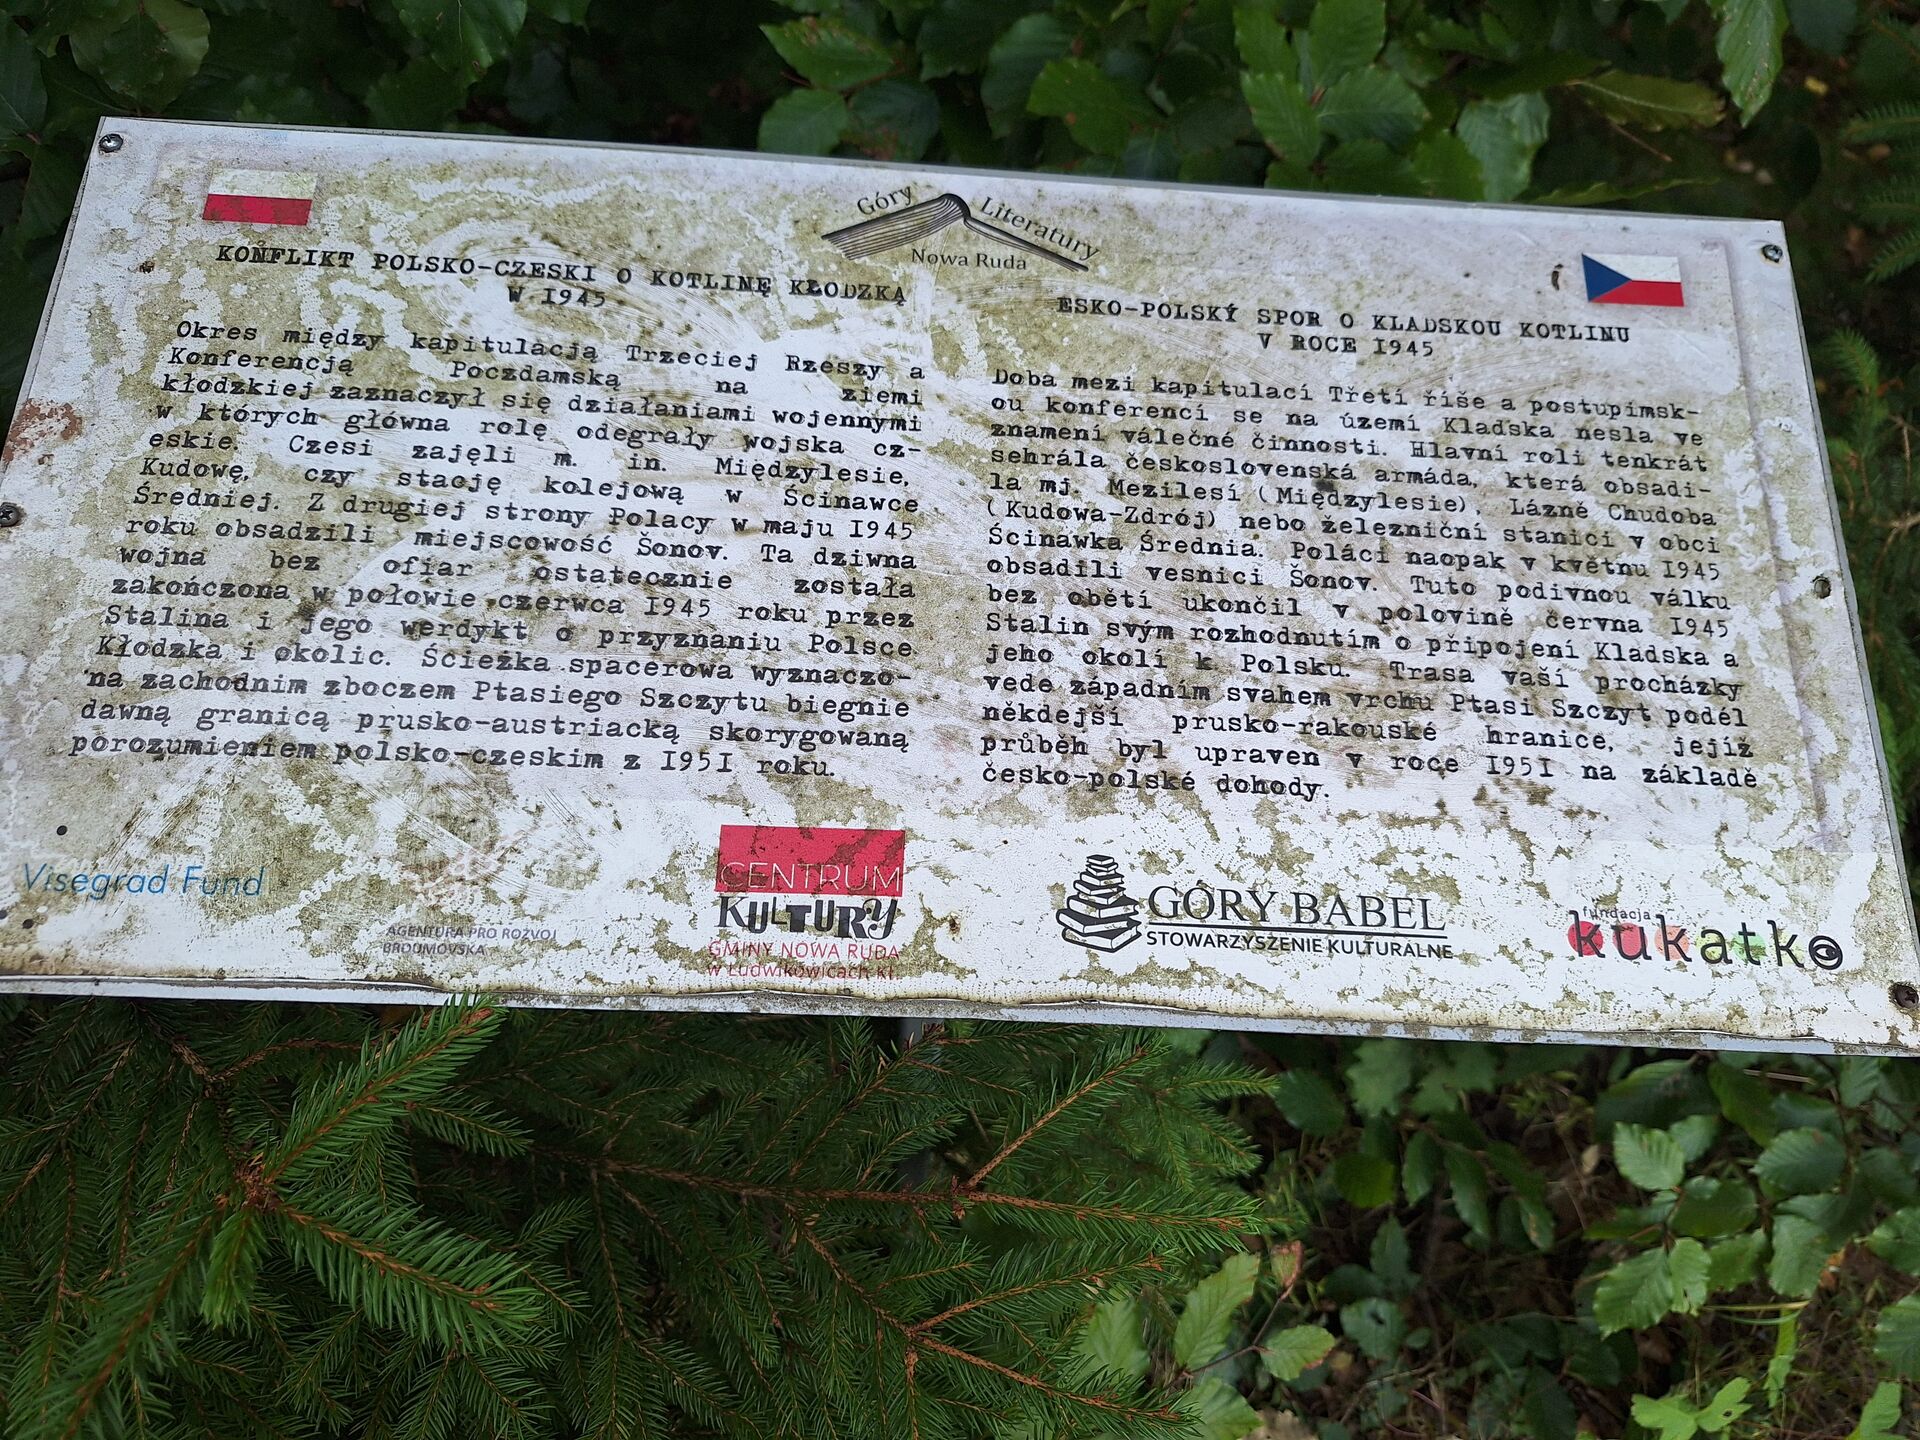 Góry Literatury
Nowa Ruda
KONFLIKT POLSKO-CZESKI O KOTLINĘ KŁODZKĄ
W I945
Okres między kapitulacją Trzeciej Rzeszy a
Konferencją Poczdamską na ziemi
kłodzkiej zaznaczył się działaniami wojennymi
w których główna rolę odegrały wojska cz-
eskie. Czesi zajęli m. in. Międzylesie,
Kudowę, czy stację kolejową w Ścinawce
Średniej. Z drugiej strony Polacy w maju I945
roku obsadzili miejscowość Šonov. Ta dziwna
wojna bez ofiar ostatecznie została
zakończona w połowie czerwca I945 roku przez
Stalina i jego werdykt o przyznaniu Polsce
Kłodzka i okolic. Ścieżka spacerowa wyznaczo-
na zachodnim zboczem Ptasiego Szczytu biegnie
dawną granicą prusko-austriacką skorygowaną
porozumieniem polsko-czeskim z I95I roku.
ESKO-POLSKÝ SPOR O KLADSKOU KOTLINU
V ROCE I945
Doba mezi kapitulací Třetí říše a postupimsk-
ou konferencí se na území Kladska nesla ve
znamení válečné činnosti. Hlavní roli tenkrát
sehrála československá armáda, která obsadi-
la mj. Mezilesí (Międzylesie), Lázně Chudoba
(Kudowa-Zdrój) nebo železniční stanici v obci
Ścinawka Średnia. Poláci naopak v květnu I945
obsadili vesnici Šonov. Tuto podivnou válku
bez obětí ukončil v polovině června I945
Stalin svým rozhodnutím o připojení Kladska a
jeho okolí k Polsku. Trasa vaší procházky
vede západním svahem vrchu Ptasi Szczyt podél
někdejší prusko-rakouské hranice, jejíž
průběh byl upraven v roce I95I na základě
česko-polské dohody.
Visegrad Fund
AGENTURA PRO ROZVOJ
BROUMOVSKA
CENTRUM
KULTURY
GMINY NOWA RUDA
w Ludwikowicach Kł.
GÓRY BABEL
STOWARZYSZENIE KULTURALNE
fundacja
kukatko